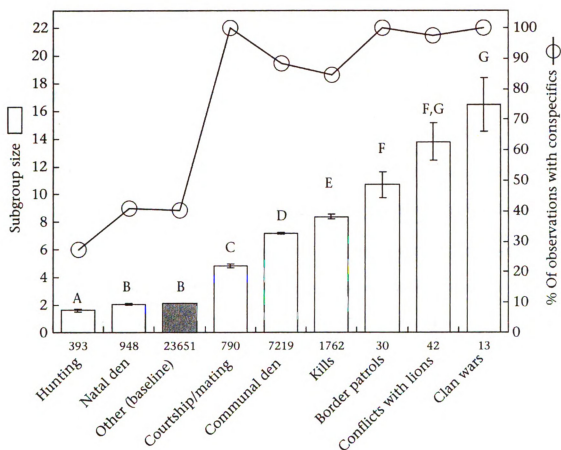 Subgroup size
22
20
18
16
14
12
10
8
6
4
2
0
A
B
B
C
D
E
F
F,G
G
100
90
80
70
60
50
40
30
20
10
0
% Of observations with conspecifics
393 948 23651 790 7219 1762 30 42 13
Hunting
Natal den
Other (baseline)
Courtship/mating
Communal den
Kills
Border patrols
Conflicts with lions
Clan wars